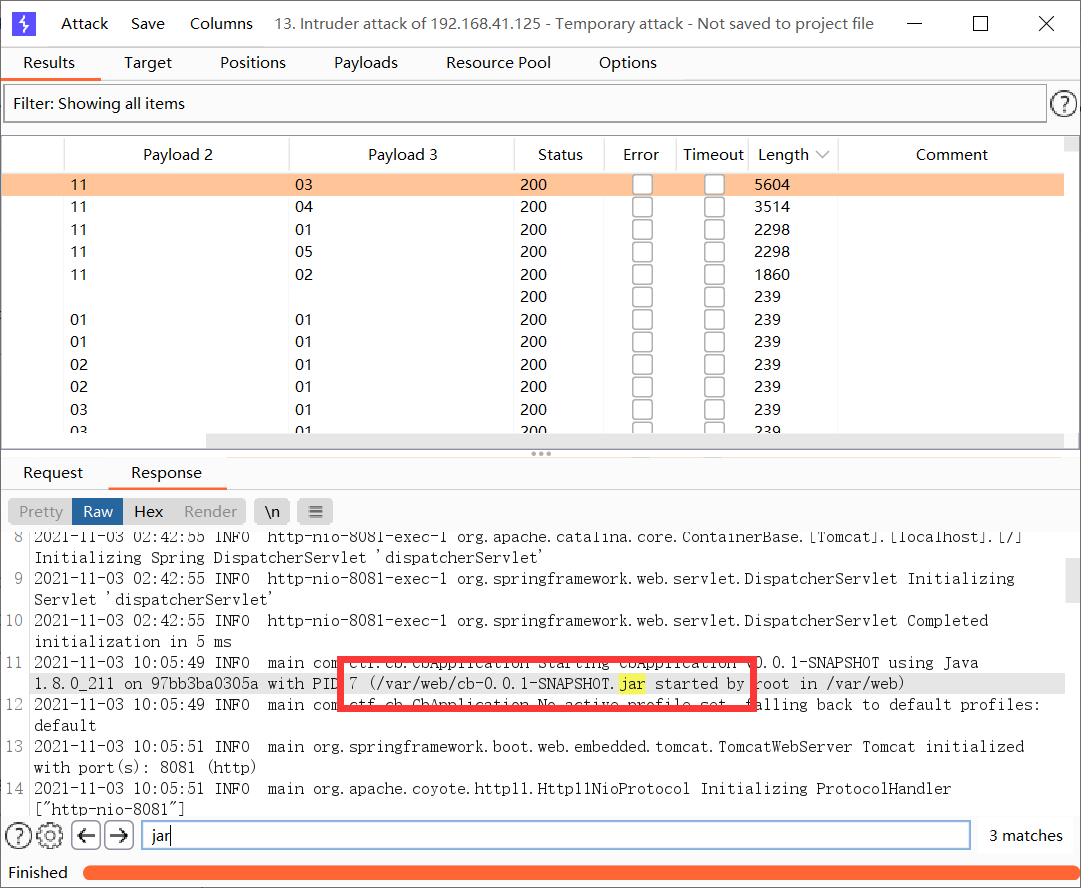 Attack Save Columns 13. Intruder attack of 192.168.41.125 - Temporary attack - Not saved to project file
Results Target Positions Payloads Resource Pool Options
Filter: Showing all items
Payload 2 Payload 3 Status Error Timeout Length Comment
11 03 200 5604
11 04 200 3514
11 01 200 2298
11 05 200 2298
11 02 200 1860
200 239
01 01 200 239
01 01 200 239
02 01 200 239
02 01 200 239
03 01 200 239
03 01 200 239
Request Response
Pretty Raw Hex Render \n
8 2021-11-03 02:42:55 INFO http-nio-8081-exec-1 org.apache.catalina.core.ContainerBase.[Tomcat].[localhost].[/]
Initializing Spring DispatcherServlet 'dispatcherServlet'
9 2021-11-03 02:42:55 INFO http-nio-8081-exec-1 org.springframework.web.servlet.DispatcherServlet Initializing
Servlet 'dispatcherServlet'
10 2021-11-03 02:42:55 INFO http-nio-8081-exec-1 org.springframework.web.servlet.DispatcherServlet Completed
initialization in 5 ms
11 2021-11-03 10:05:49 INFO main com.ctf.cb.CbApplication Starting CbApplication v0.0.1-SNAPSHOT using Java
1.8.0_211 on 97bb3ba0305a with PID 7 (/var/web/cb-0.0.1-SNAPSHOT.jar started by root in /var/web)
12 2021-11-03 10:05:49 INFO main com.ctf.cb.CbApplication No active profile set, falling back to default profiles:
default
13 2021-11-03 10:05:51 INFO main org.springframework.boot.web.embedded.tomcat.TomcatWebServer Tomcat initialized
with port(s): 8081 (http)
14 2021-11-03 10:05:51 INFO main org.apache.coyote.http11.Http11NioProtocol Initializing ProtocolHandler
["http-nio-8081"]
jar 3 matches
Finished